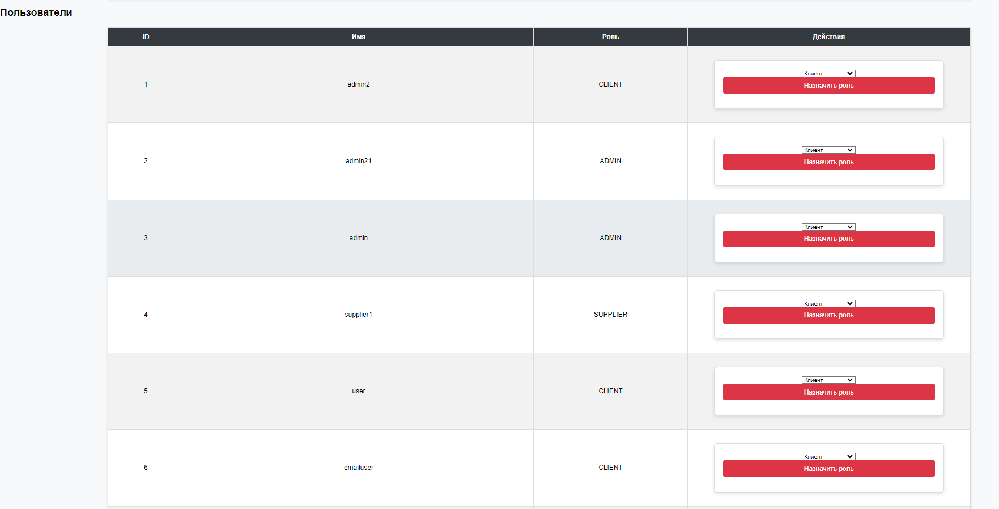 Пользователи
ID Имя Роль Действия
Клиент
1 admin2 CLIENT Назначить роль
Клиент
2 admin21 ADMIN Назначить роль
Клиент
3 admin ADMIN Назначить роль
Клиент
4 supplier1 SUPPLIER Назначить роль
Клиент
5 user CLIENT Назначить роль
Клиент
6 emailuser CLIENT Назначить роль